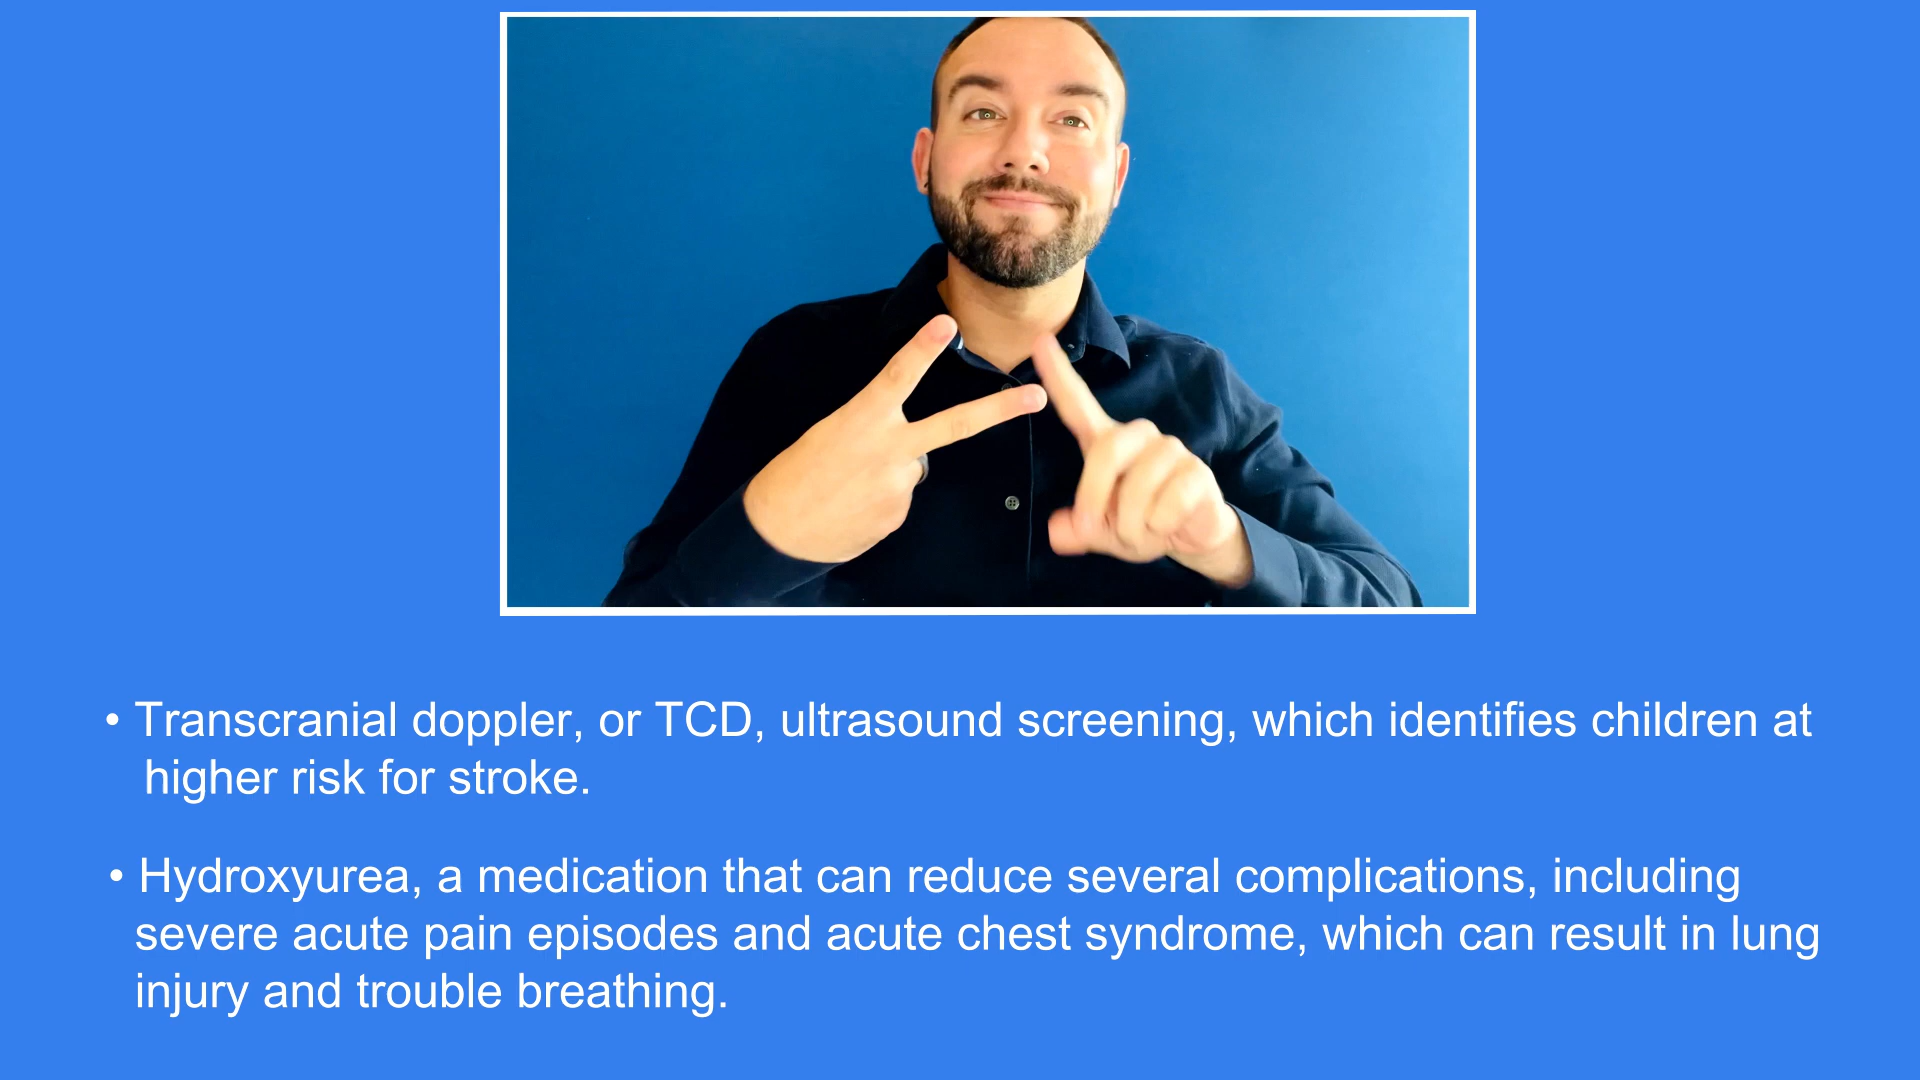 • Transcranial doppler, or TCD, ultrasound screening, which identifies children at
higher risk for stroke.
• Hydroxyurea, a medication that can reduce several complications, including
severe acute pain episodes and acute chest syndrome, which can result in lung
injury and trouble breathing.